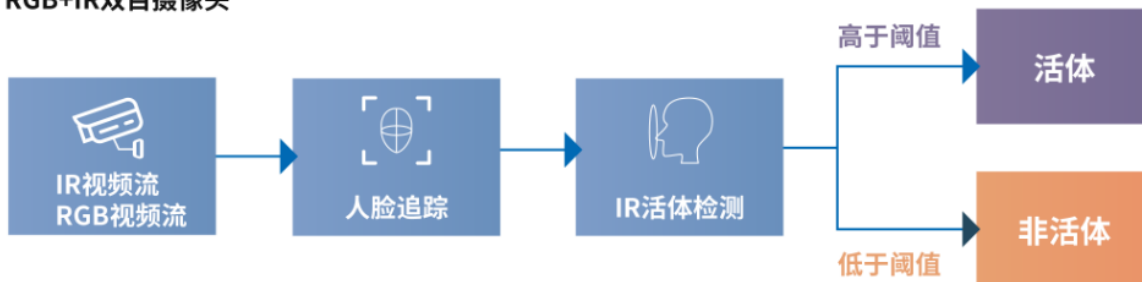 RGB+IR双目摄像头
IR视频流
RGB视频流
人脸追踪
IR活体检测
高于阈值
活体
低于阈值
非活体